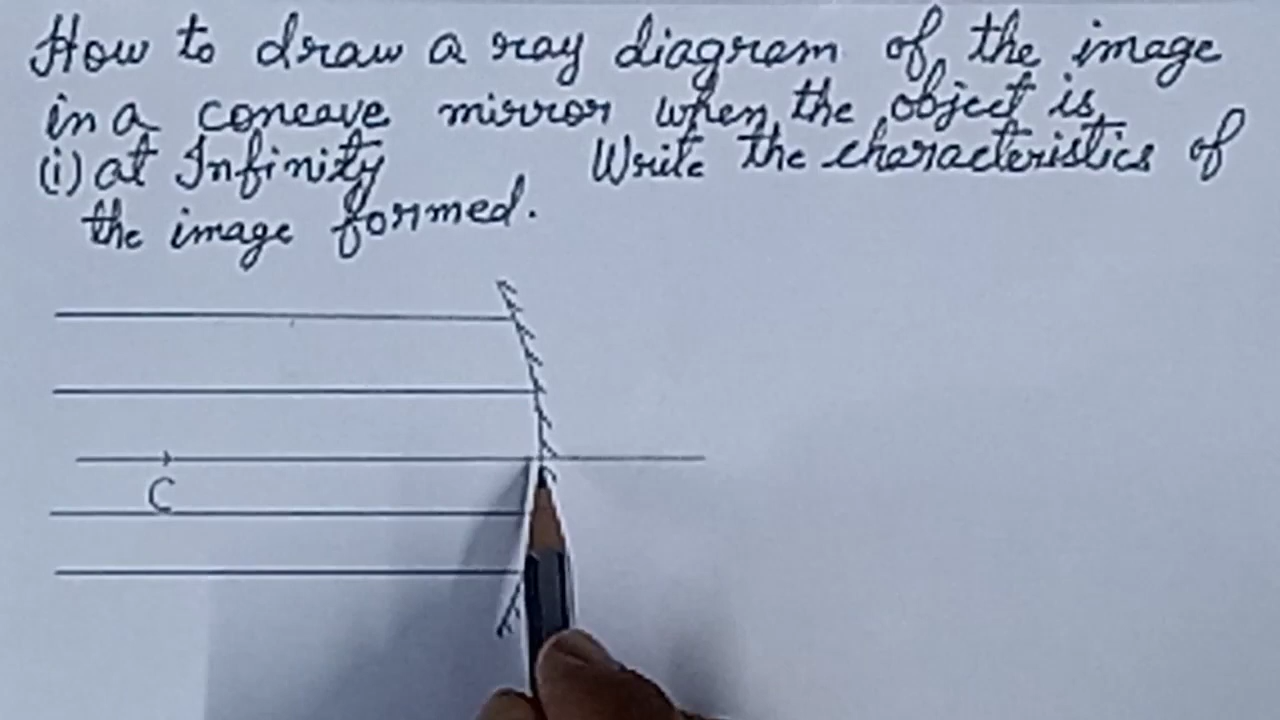 How to draw a ray diagram of the image
in a concave mirror when the object is
(i) at Infinity Write the characteristics of
the image formed.
C